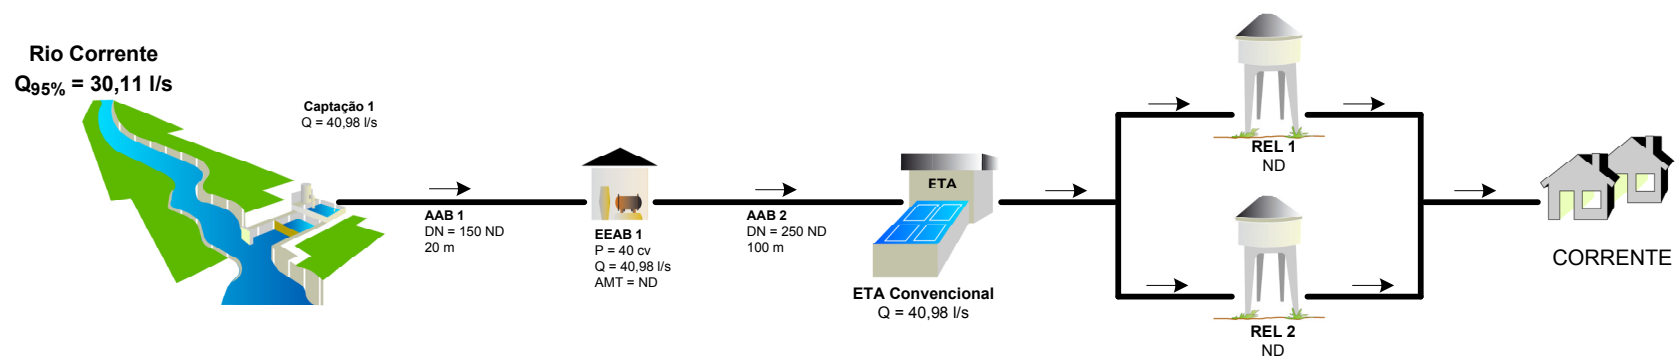 Rio Corrente
Q95% = 30,11 l/s
Captação 1
Q = 40,98 l/s
AAB 1
DN = 150 ND
20 m
EEAB 1
P = 40 cv
Q = 40,98 l/s
AMT = ND
AAB 2
DN = 250 ND
100 m
ETA
ETA Convencional
Q = 40,98 l/s
REL 1
ND
REL 2
ND
CORRENTE